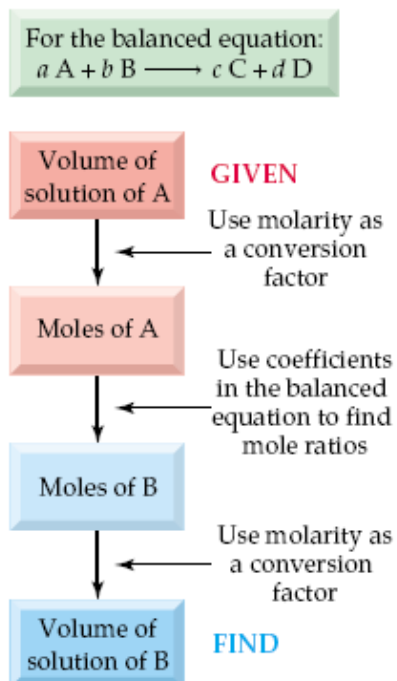 For the balanced equation:
a A + b B ⟶ c C + d D
Volume of
solution of A
GIVEN
Use molarity as
a conversion
factor
Moles of A
Use coefficients
in the balanced
equation to find
mole ratios
Moles of B
Use molarity as
a conversion
factor
Volume of
solution of B
FIND